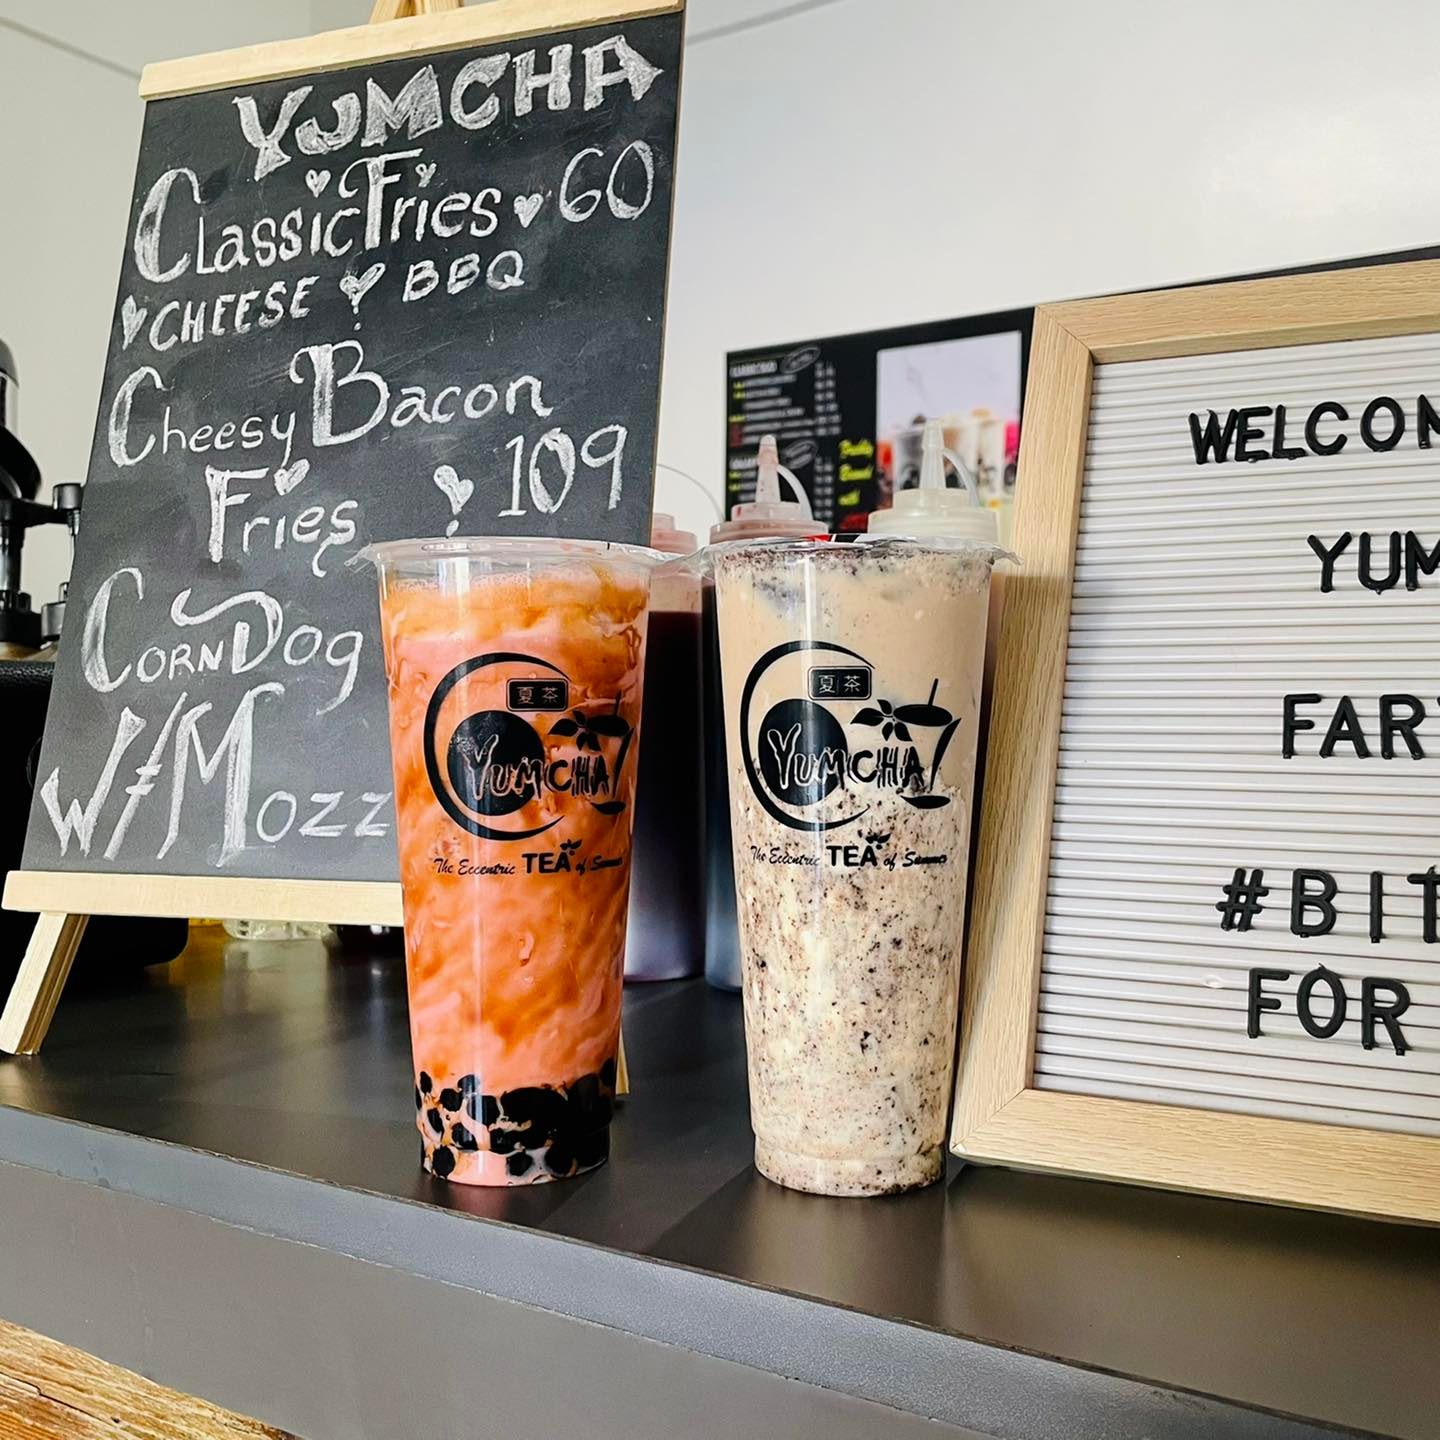 YUMCHA
Classic Fries 60
CHEESE BBQ
Cheesy Bacon
Fries 109
CornDog
W/ Mozz
夏茶
YUMCHA
The Eccentric TEA of Summer
夏茶
YUMCHA
The Eccentric TEA of Summer
WELCOM
YUM
FAR
#BIT
FOR